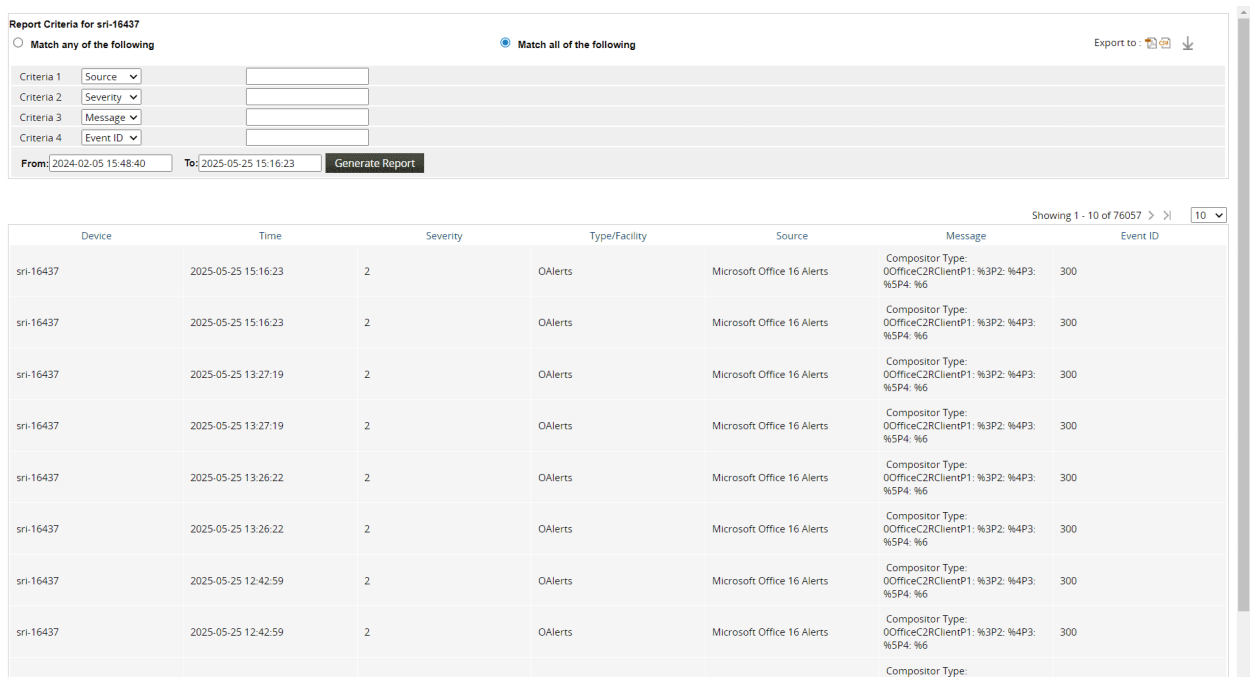 Report Criteria for sri-16437
Match any of the following Match all of the following Export to :
Criteria 1 Source
Criteria 2 Severity
Criteria 3 Message
Criteria 4 Event ID
From: 2024-02-05 15:48:40 To: 2025-05-25 15:16:23 Generate Report
Showing 1 - 10 of 76057 10
Device Time Severity Type/Facility Source Message Event ID
Compositor Type:
sri-16437 2025-05-25 15:16:23 2 OAlerts Microsoft Office 16 Alerts 0OfficeC2RClientP1: %3P2: %4P3: 300
%5P4: %6
Compositor Type:
sri-16437 2025-05-25 15:16:23 2 OAlerts Microsoft Office 16 Alerts 0OfficeC2RClientP1: %3P2: %4P3: 300
%5P4: %6
Compositor Type:
sri-16437 2025-05-25 13:27:19 2 OAlerts Microsoft Office 16 Alerts 0OfficeC2RClientP1: %3P2: %4P3: 300
%5P4: %6
Compositor Type:
sri-16437 2025-05-25 13:27:19 2 OAlerts Microsoft Office 16 Alerts 0OfficeC2RClientP1: %3P2: %4P3: 300
%5P4: %6
Compositor Type:
sri-16437 2025-05-25 13:26:22 2 OAlerts Microsoft Office 16 Alerts 0OfficeC2RClientP1: %3P2: %4P3: 300
%5P4: %6
Compositor Type:
sri-16437 2025-05-25 13:26:22 2 OAlerts Microsoft Office 16 Alerts 0OfficeC2RClientP1: %3P2: %4P3: 300
%5P4: %6
Compositor Type:
sri-16437 2025-05-25 12:42:59 2 OAlerts Microsoft Office 16 Alerts 0OfficeC2RClientP1: %3P2: %4P3: 300
%5P4: %6
Compositor Type:
sri-16437 2025-05-25 12:42:59 2 OAlerts Microsoft Office 16 Alerts 0OfficeC2RClientP1: %3P2: %4P3: 300
%5P4: %6
Compositor Type: